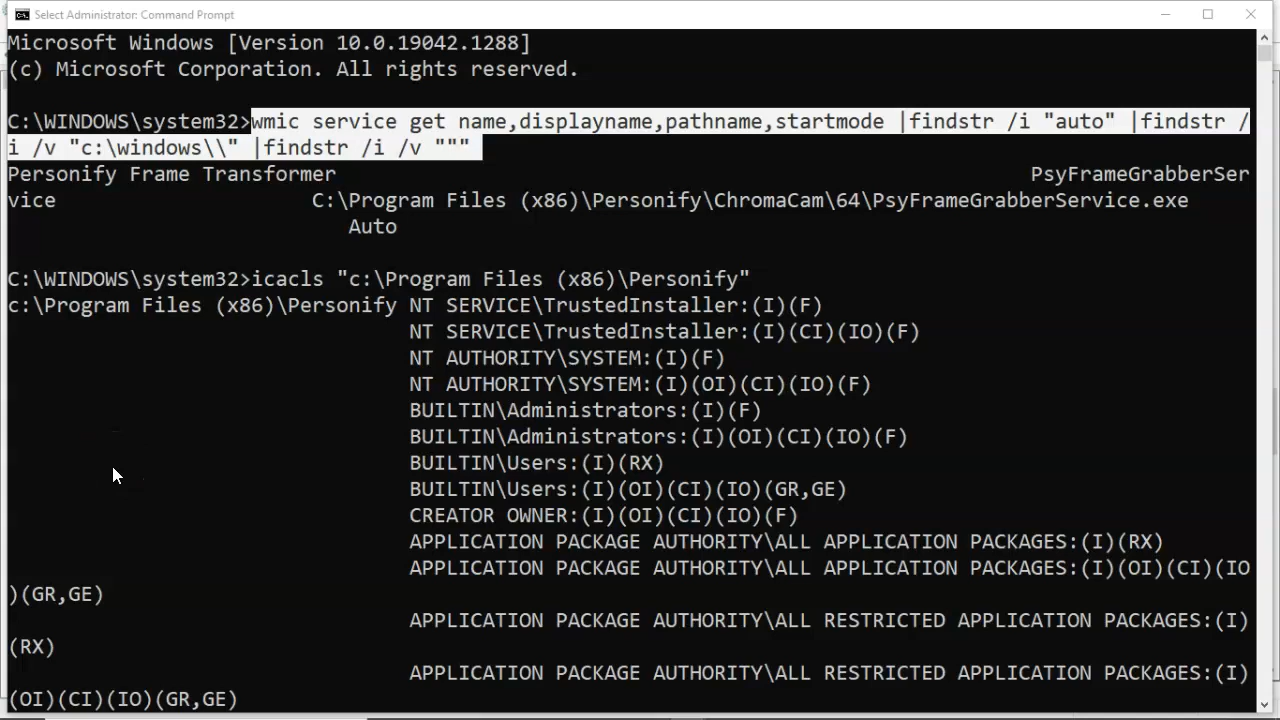 Select Administrator: Command Prompt
Microsoft Windows [Version 10.0.19042.1288]
(c) Microsoft Corporation. All rights reserved.
C:\WINDOWS\system32>wmic service get name,displayname,pathname,startmode |findstr /i "auto" |findstr /
i /v "c:\windows\\" |findstr /i /v """
Personify Frame Transformer PsyFrameGrabberSer
vice C:\Program Files (x86)\Personify\ChromaCam\64\PsyFrameGrabberService.exe
Auto
C:\WINDOWS\system32>icacls "c:\Program Files (x86)\Personify"
c:\Program Files (x86)\Personify NT SERVICE\TrustedInstaller:(I)(F)
NT SERVICE\TrustedInstaller:(I)(CI)(IO)(F)
NT AUTHORITY\SYSTEM:(I)(F)
NT AUTHORITY\SYSTEM:(I)(OI)(CI)(IO)(F)
BUILTIN\Administrators:(I)(F)
BUILTIN\Administrators:(I)(OI)(CI)(IO)(F)
BUILTIN\Users:(I)(RX)
BUILTIN\Users:(I)(OI)(CI)(IO)(GR,GE)
CREATOR OWNER:(I)(OI)(CI)(IO)(F)
APPLICATION PACKAGE AUTHORITY\ALL APPLICATION PACKAGES:(I)(RX)
APPLICATION PACKAGE AUTHORITY\ALL APPLICATION PACKAGES:(I)(OI)(CI)(IO
)(GR,GE)
APPLICATION PACKAGE AUTHORITY\ALL RESTRICTED APPLICATION PACKAGES:(I)
(RX)
APPLICATION PACKAGE AUTHORITY\ALL RESTRICTED APPLICATION PACKAGES:(I)
(OI)(CI)(IO)(GR,GE)